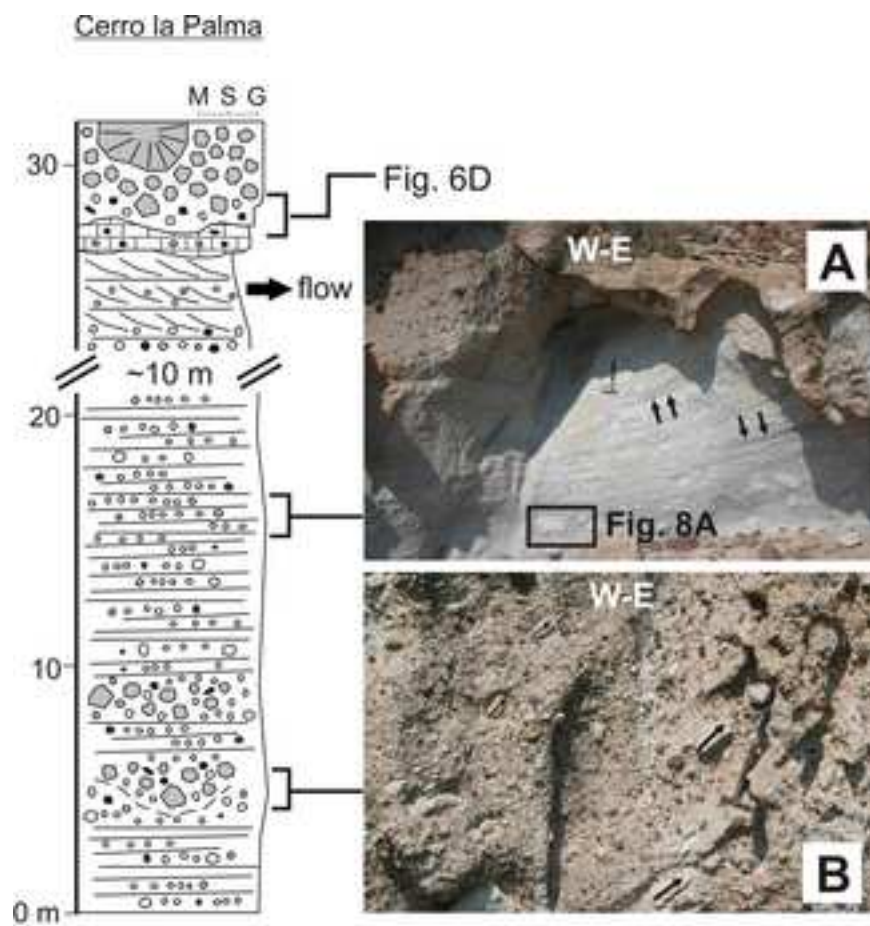 Cerro la Palma
M S G
30
Fig. 6D
W-E
A
flow
~10 m
20
Fig. 8A
W-E
10
B
0 m